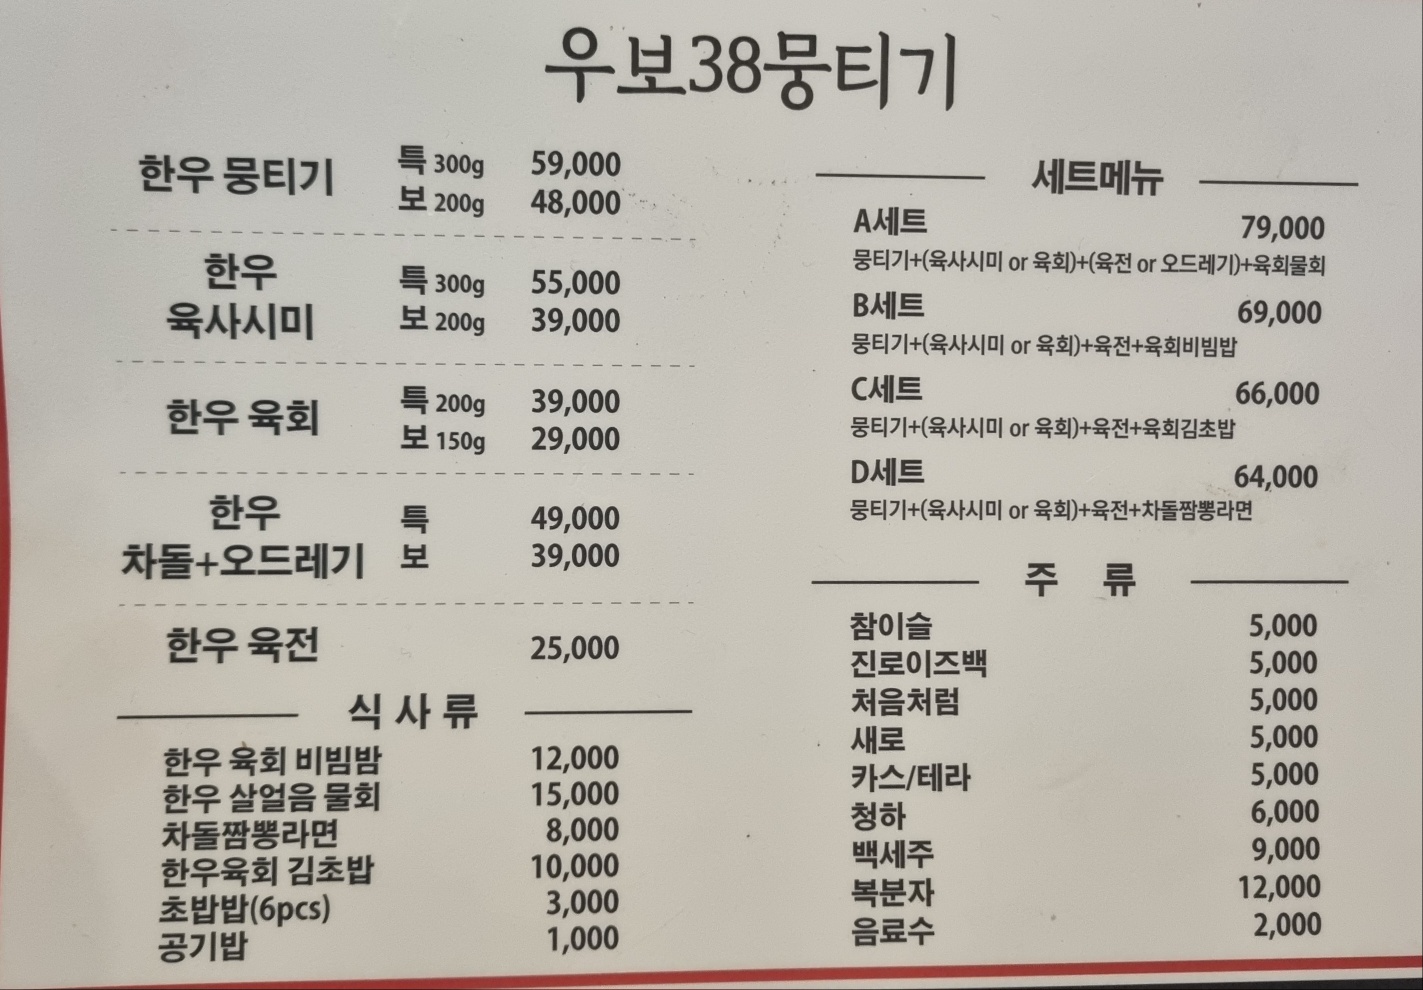 우보38뭉티기
한우 뭉티기 특 300g 59,000
보 200g 48,000
한우
육사시미
특 300g 55,000
보 200g 39,000
한우 육회 특 200g 39,000
보 150g 29,000
한우
차돌+오드레기
특 49,000
보 39,000
한우 육전 25,000
식 사 류
한우 육회 비빔밤 12,000
한우 살얼음 물회 15,000
차돌짬뽕라면 8,000
한우육회 김초밥 10,000
초밥밥(6pcs) 3,000
공기밥 1,000
세트메뉴
A세트 79,000
뭉티기+(육사시미 or 육회)+(육전 or 오드레기)+육회물회
B세트 69,000
뭉티기+(육사시미 or 육회)+육전+육회비빔밥
C세트 66,000
뭉티기+(육사시미 or 육회)+육전+육회김초밥
D세트 64,000
뭉티기+(육사시미 or 육회)+육전+차돌짬뽕라면
주 류
참이슬 5,000
진로이즈백 5,000
처음처럼 5,000
새로 5,000
카스/테라 5,000
청하 6,000
백세주 9,000
복분자 12,000
음료수 2,000